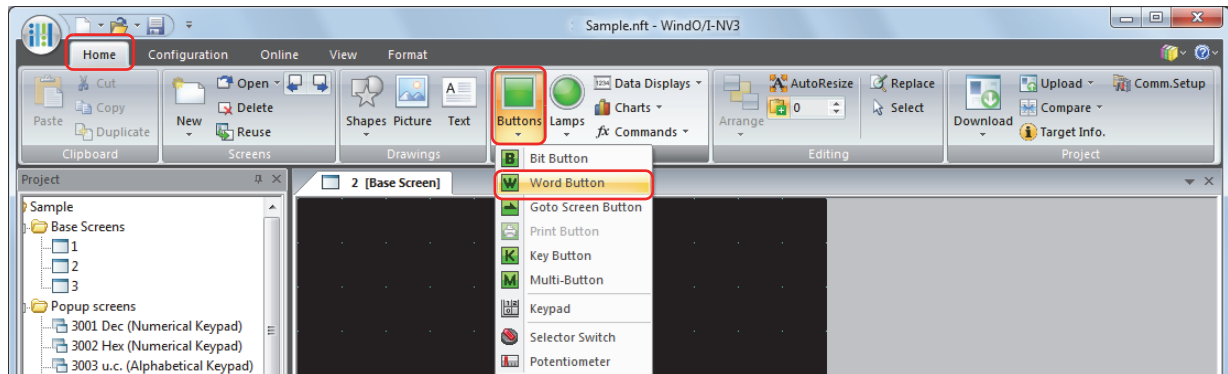 Sample.nft - WindO/I-NV3
Home Configuration Online View Format
Cut
Copy
Paste
Duplicate
Clipboard
New
Open
Delete
Reuse
Screens
Shapes Picture Text
Drawings
Buttons Lamps
1234 Data Displays
Charts
fx Commands
Arrange
AutoResize
0
Replace
Select
Editing
Download
Upload
Compare
Target Info.
Comm.Setup
Project
B Bit Button
W Word Button
Goto Screen Button
Print Button
K Key Button
M Multi-Button
Keypad
Selector Switch
Potentiometer
Project
2 [Base Screen]
Sample
Base Screens
1
2
3
Popup screens
3001 Dec (Numerical Keypad)
3002 Hex (Numerical Keypad)
3003 u.c. (Alphabetical Keypad)